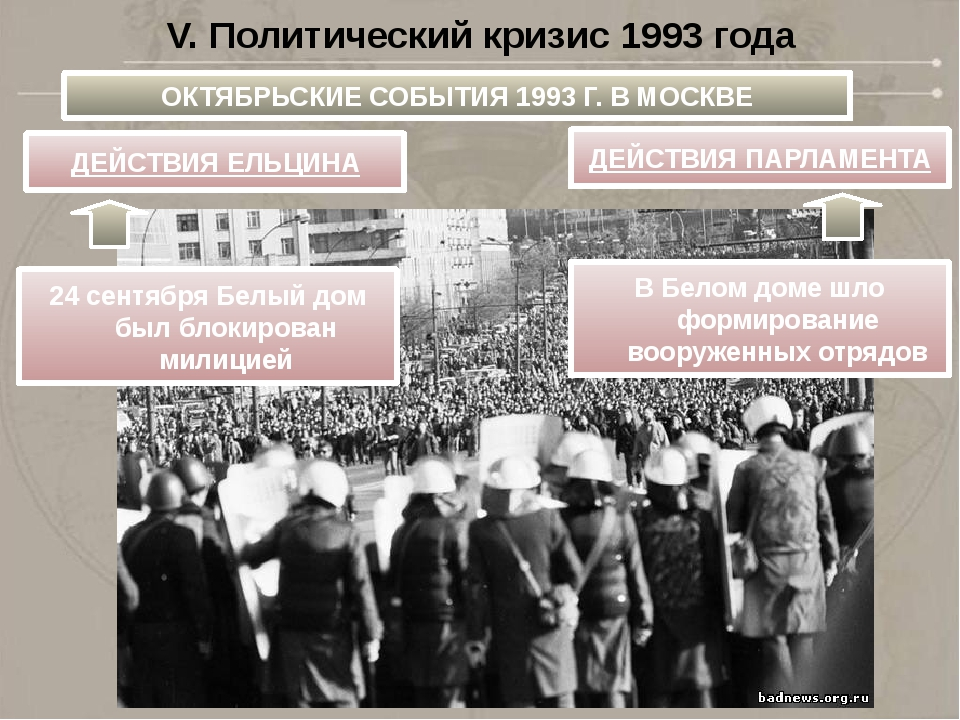 V. Политический кризис 1993 года
ОКТЯБРЬСКИЕ СОБЫТИЯ 1993 Г. В МОСКВЕ
ДЕЙСТВИЯ ЕЛЬЦИНА
ДЕЙСТВИЯ ПАРЛАМЕНТА
24 сентября Белый дом
был блокирован
милицией
В Белом доме шло
формирование
вооруженных отрядов
badnews.org.ru